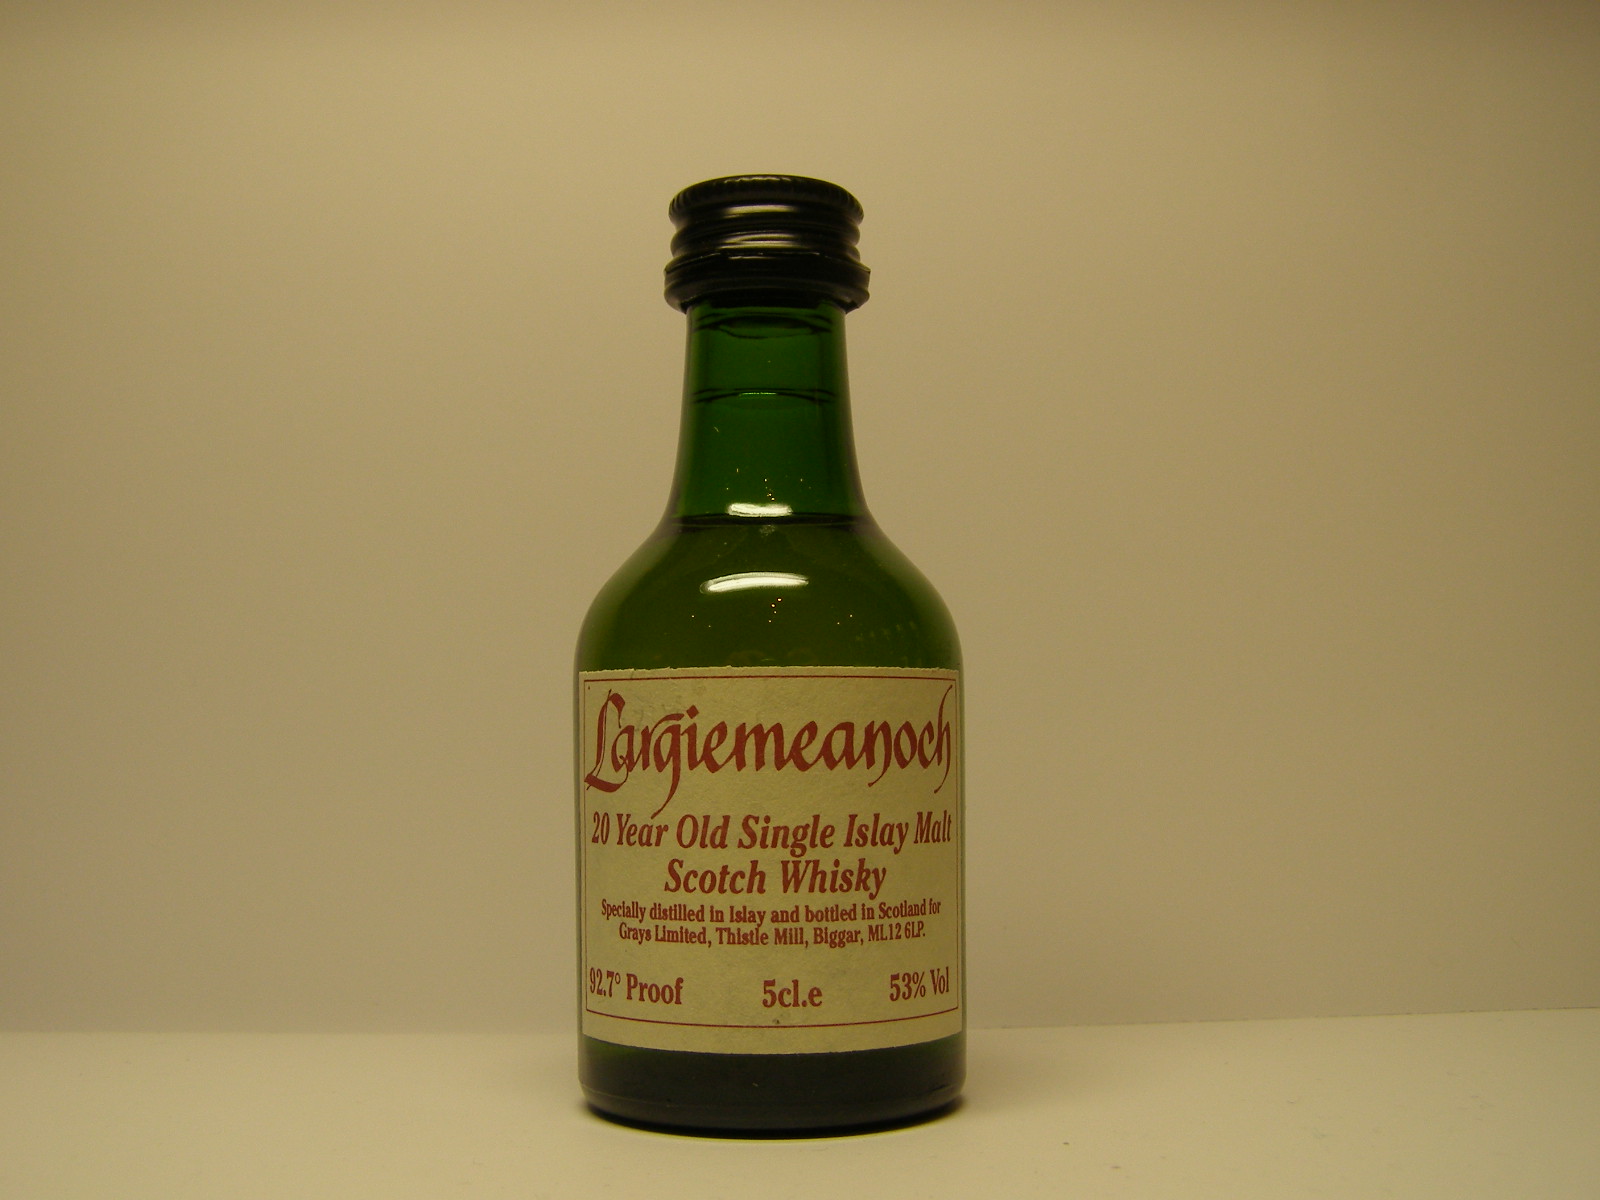 Largiemeanoch
20 Year Old Single Islay Malt
Scotch Whisky
Specially distilled in Islay and bottled in Scotland for
Grays Limited, Thistle Mill, Biggar, ML12 6LP.
92.7° Proof 5cl.e 53% Vol